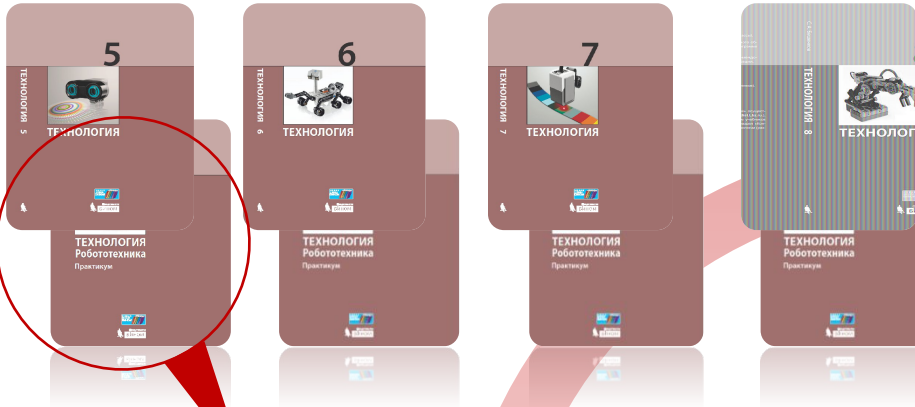 5
ТЕХНОЛОГИЯ 5
ТЕХНОЛОГИЯ
ТЕХНОЛОГИЯ
Робототехника
Практикум
6
ТЕХНОЛОГИЯ 6
ТЕХНОЛОГИЯ
ТЕХНОЛОГИЯ
Робототехника
Практикум
7
ТЕХНОЛОГИЯ 7
ТЕХНОЛОГИЯ
ТЕХНОЛОГИЯ
Робототехника
Практикум
ТЕХНОЛОГИЯ 8
ТЕХНОЛОГ
ТЕХНОЛОГИЯ
Робототехника
Практикум